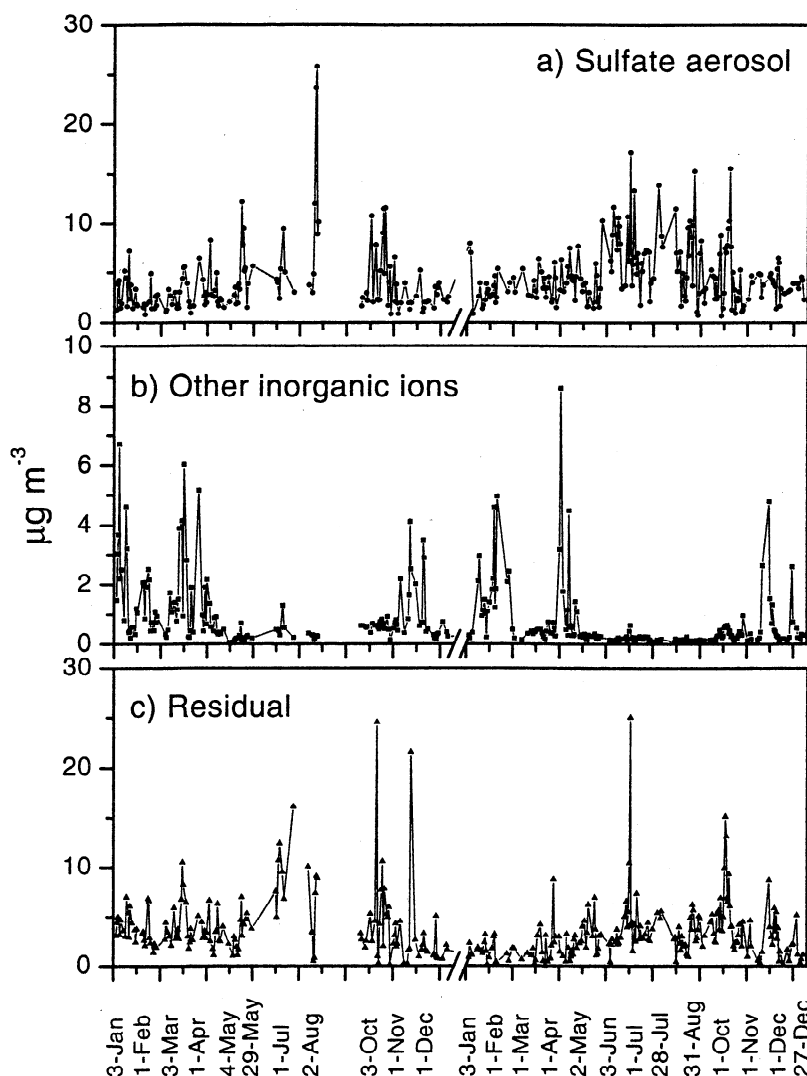 30
a) Sulfate aerosol
20
10
0
10
b) Other inorganic ions
8
6
4
2
0
µg m-3
30
c) Residual
20
10
0
3-Jan
1-Feb
3-Mar
1-Apr
4-May
29-May
1-Jul
2-Aug
3-Oct
1-Nov
1-Dec
3-Jan
1-Feb
1-Mar
1-Apr
2-May
3-Jun
1-Jul
28-Jul
31-Aug
1-Oct
1-Nov
1-Dec
27-Dec